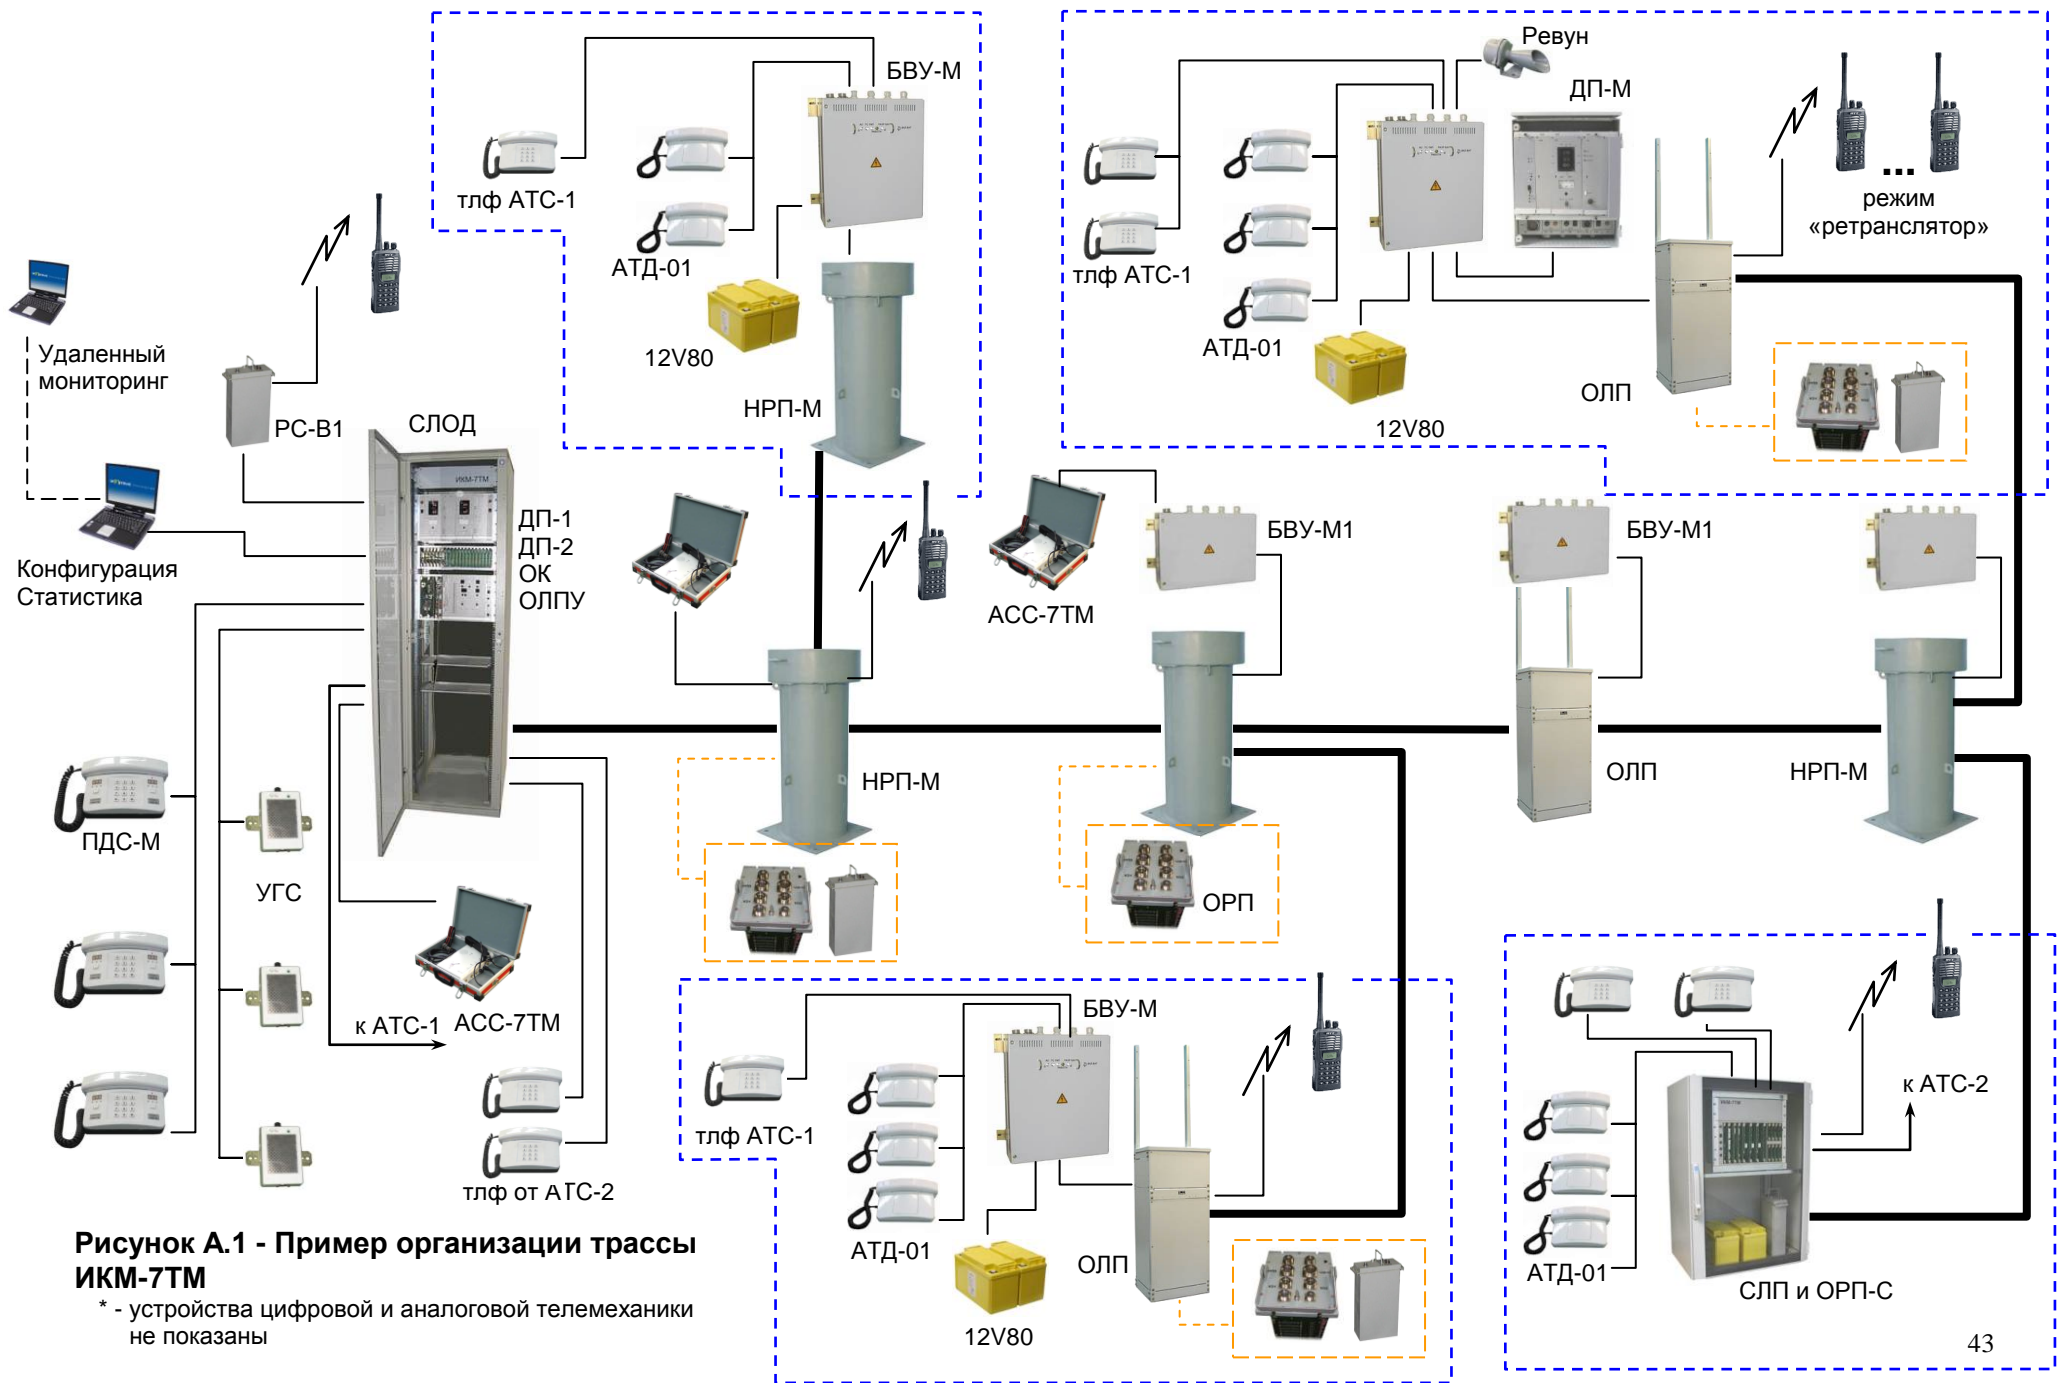 БВУ-М
тлф АТС-1
АТД-01
12V80
НРП-М
Ревун
ДП-М
тлф АТС-1
АТД-01
12V80
ОЛП
режим
«ретранслятор»
Удаленный
мониторинг
РС-В1
СЛОД
ИКМ-7ТМ
ДП-1
ДП-2
ОК
ОЛПУ
Конфигурация
Статистика
АСС-7ТМ
БВУ-М1
БВУ-М1
НРП-М
ОРП
ОЛП
НРП-М
ПДС-М
УГС
к АТС-1
АСС-7ТМ
тлф от АТС-2
БВУ-М
тлф АТС-1
АТД-01
12V80
ОЛП
к АТС-2
АТД-01
СЛП и ОРП-С
Рисунок А.1 - Пример организации трассы
ИКМ-7ТМ
* - устройства цифровой и аналоговой телемеханики
не показаны
43